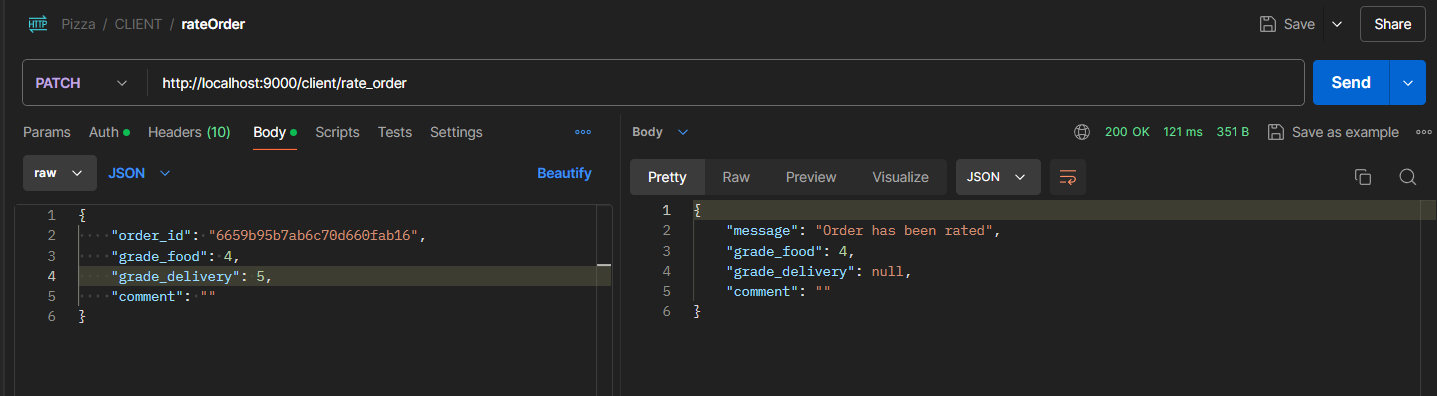 HTTP Pizza / CLIENT / rateOrder Save Share
PATCH http://localhost:9000/client/rate_order Send
Params Auth Headers (10) Body Scripts Tests Settings
raw JSON Beautify
1 {
2 "order_id": "6659b95b7ab6c70d660fab16",
3 "grade_food": 4,
4 "grade_delivery": 5,
5 "comment": ""
6 }
Body 200 OK 121 ms 351 B Save as example
Pretty Raw Preview Visualize JSON
1 {
2 "message": "Order has been rated",
3 "grade_food": 4,
4 "grade_delivery": null,
5 "comment": ""
6 }